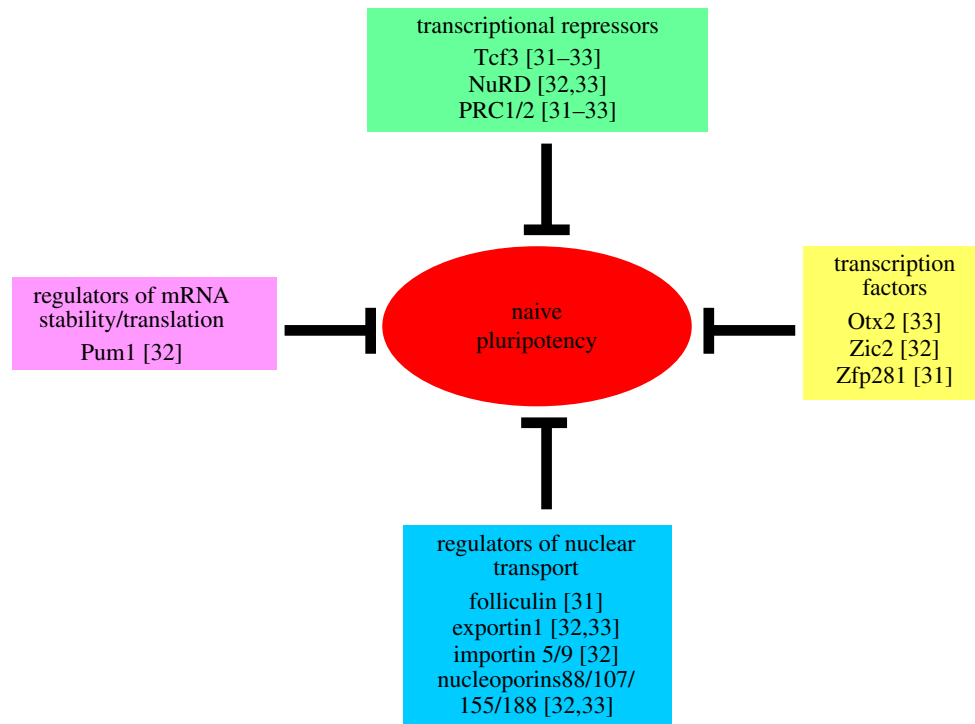 transcriptional repressors
Tcf3 [31–33]
NuRD [32,33]
PRC1/2 [31–33]
regulators of mRNA
stability/translation
Pum1 [32]
naive
pluripotency
transcription
factors
Otx2 [33]
Zic2 [32]
Zfp281 [31]
regulators of nuclear
transport
folliculin [31]
exportin1 [32,33]
importin 5/9 [32]
nucleoporins88/107/
155/188 [32,33]